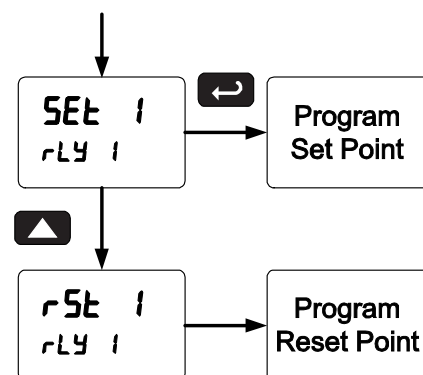 SEt 1
rLY 1
Program
Set Point
rSt 1
rLY 1
Program
Reset Point